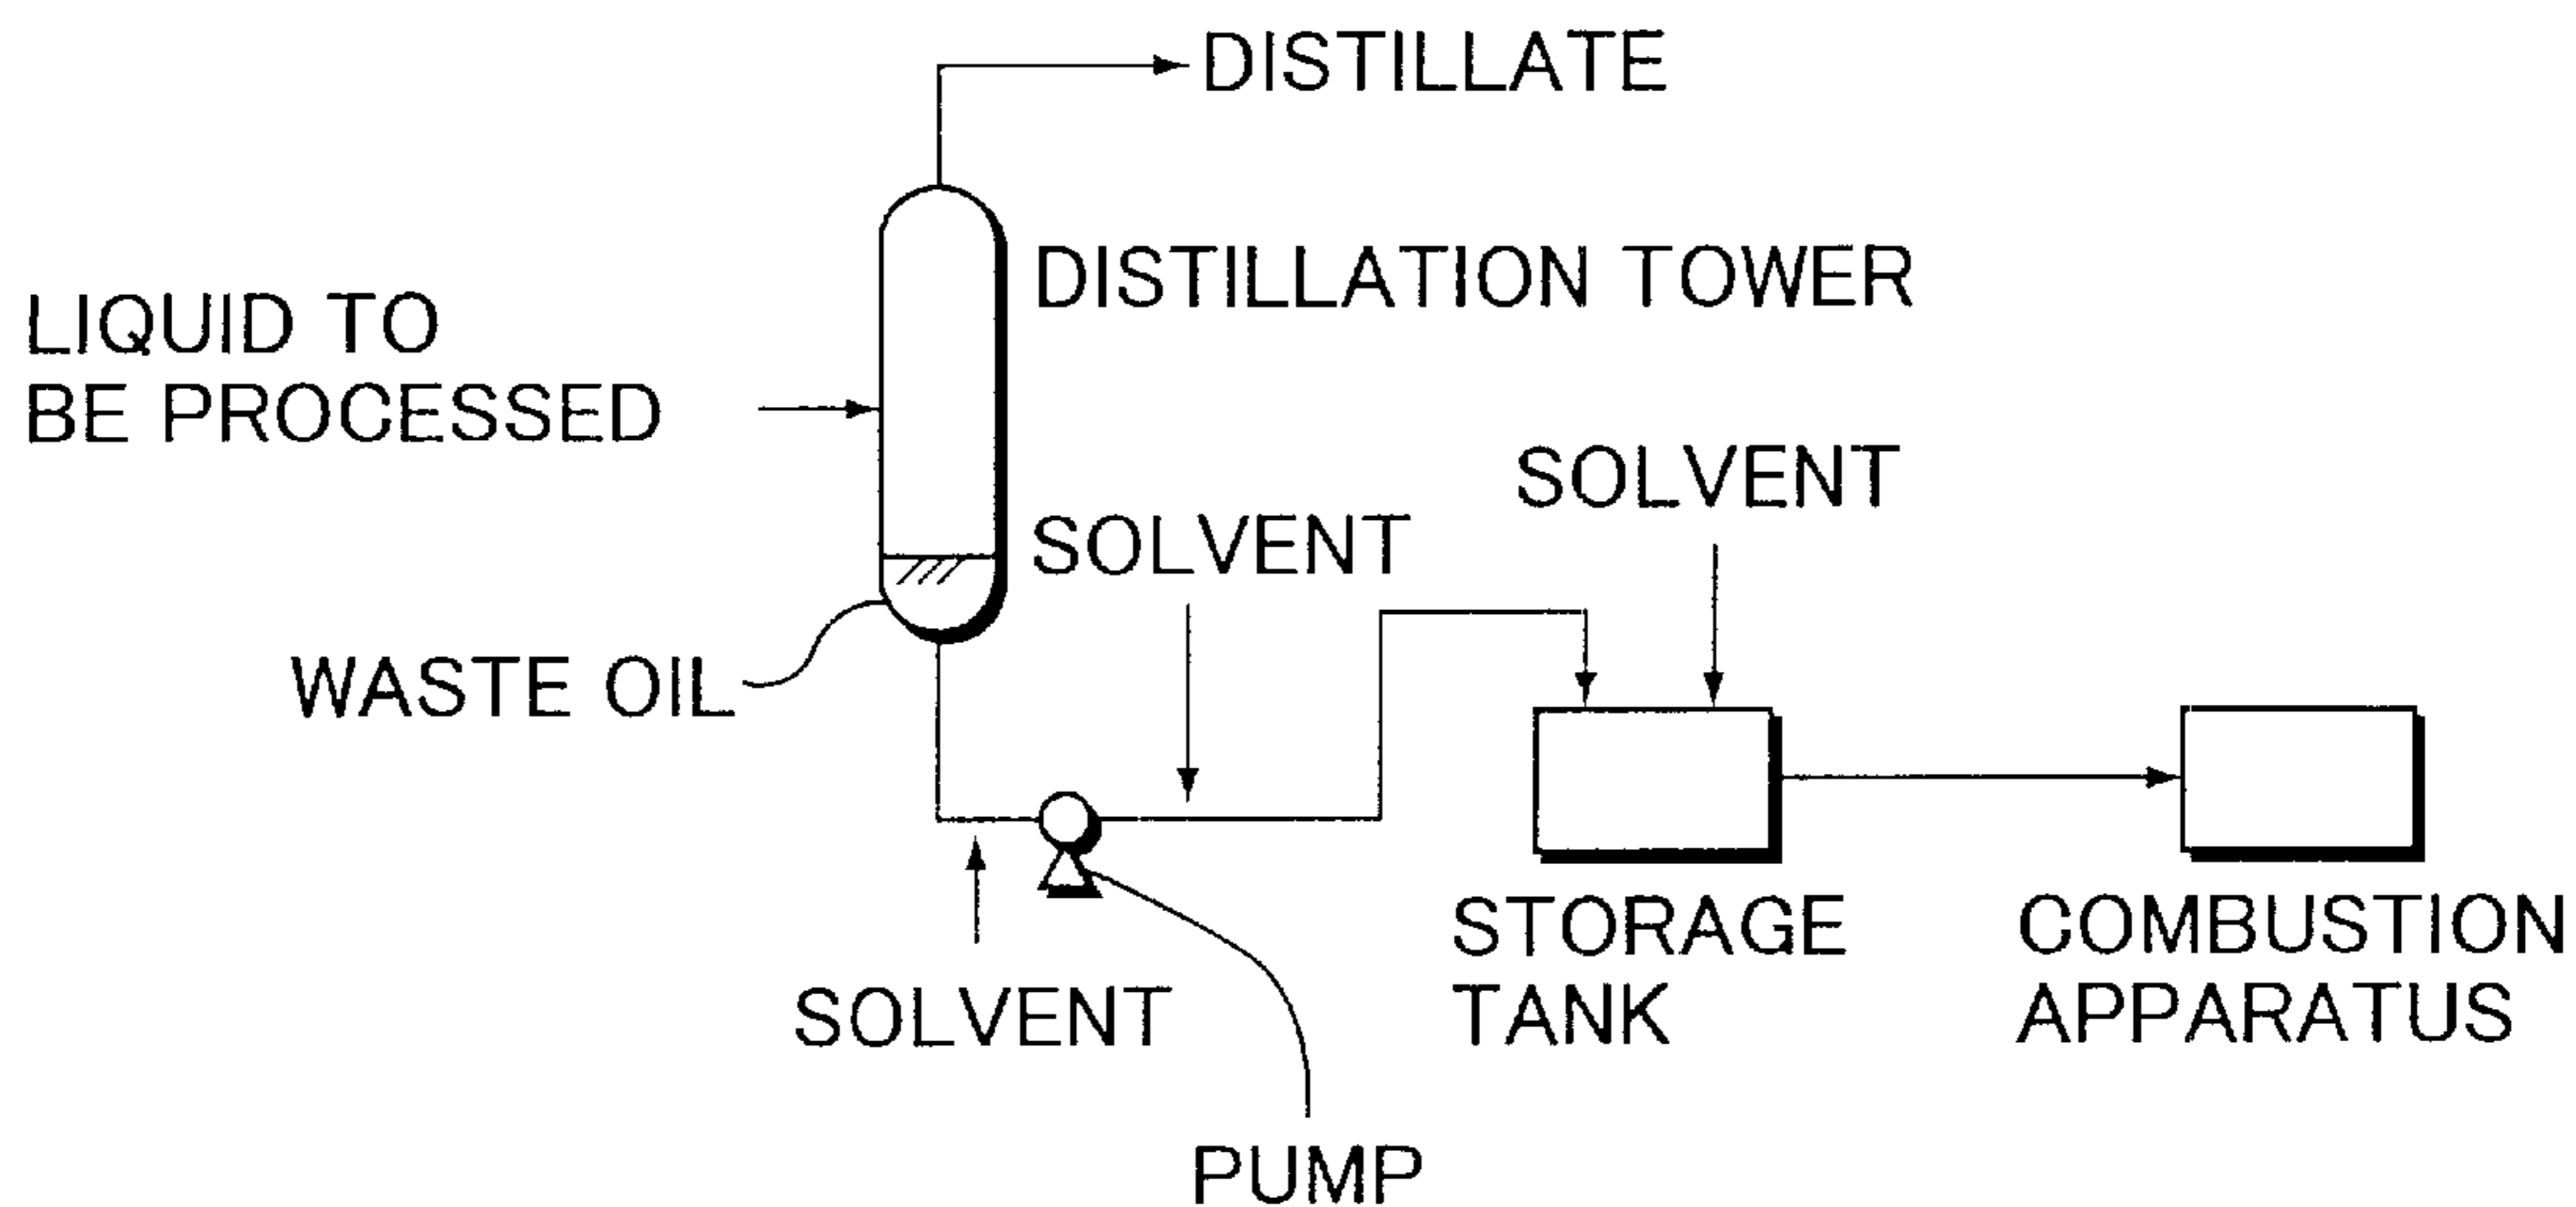 DISTILLATE
DISTILLATION TOWER
LIQUID TO
BE PROCESSED
SOLVENT
SOLVENT
WASTE OIL
STORAGE
TANK
COMBUSTION
APPARATUS
SOLVENT
PUMP